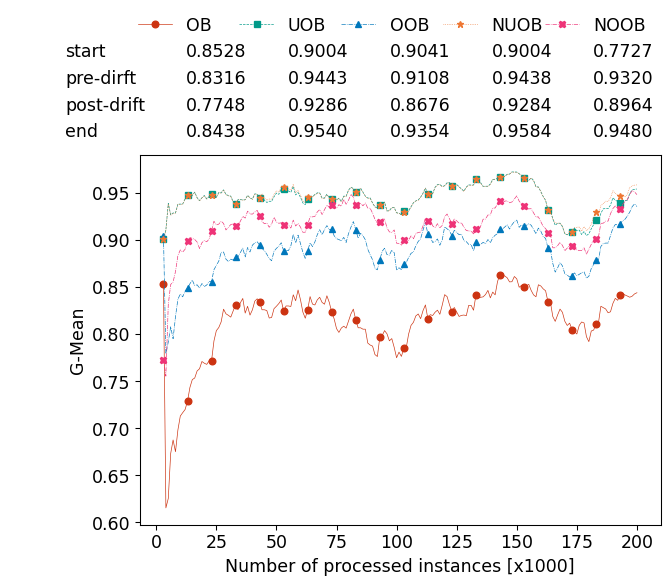 OB UOB OOB NUOB NOOB
start 0.8528 0.9004 0.9041 0.9004 0.7727
pre-dirft 0.8316 0.9443 0.9108 0.9438 0.9320
post-drift 0.7748 0.9286 0.8676 0.9284 0.8964
end 0.8438 0.9540 0.9354 0.9584 0.9480
0.95
0.90
0.85
0.80
0.75
0.70
0.65
0.60
G-Mean
0 25 50 75 100 125 150 175 200
Number of processed instances [x1000]